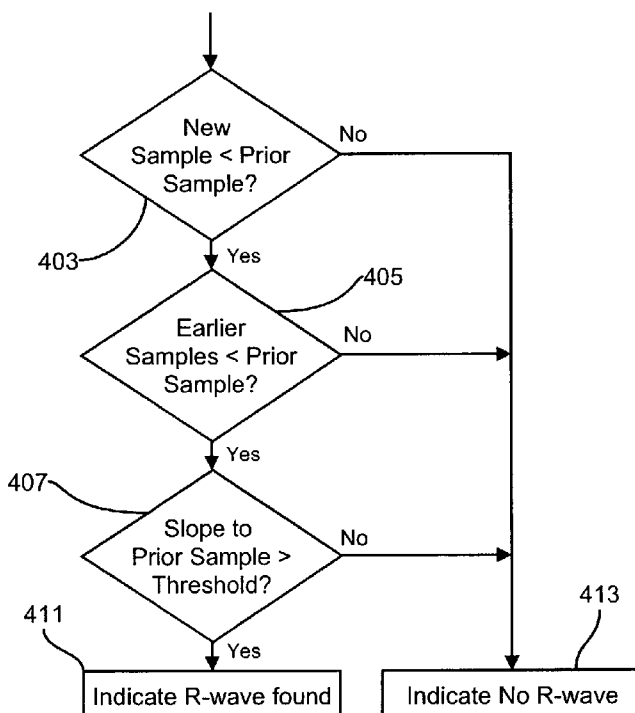 New
Sample < Prior
Sample?
No
403
Yes
405
Earlier
Samples < Prior
Sample?
No
Yes
407
Slope to
Prior Sample >
Threshold?
No
411
Yes
413
Indicate R-wave found
Indicate No R-wave